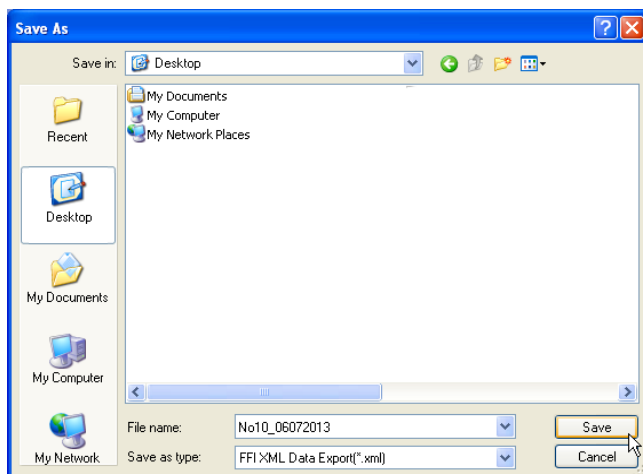 Save As
Save in: Desktop
My Documents
My Computer
My Network Places
Recent
Desktop
My Documents
My Computer
My Network
File name: No10_06072013 Save
Save as type: FFI XML Data Export(*.xml) Cancel